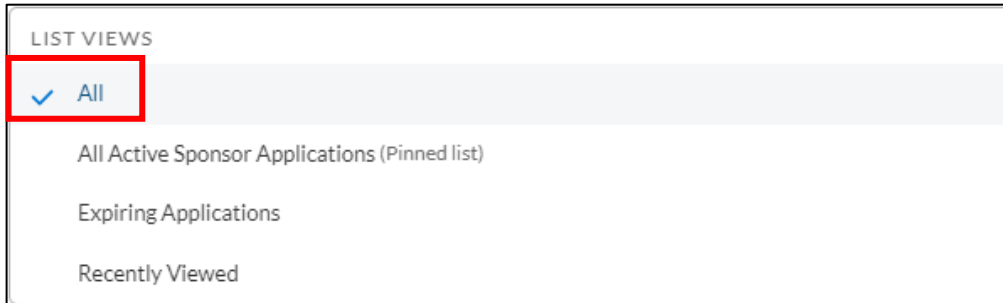 LIST VIEWS
All
All Active Sponsor Applications (Pinned list)
Expiring Applications
Recently Viewed